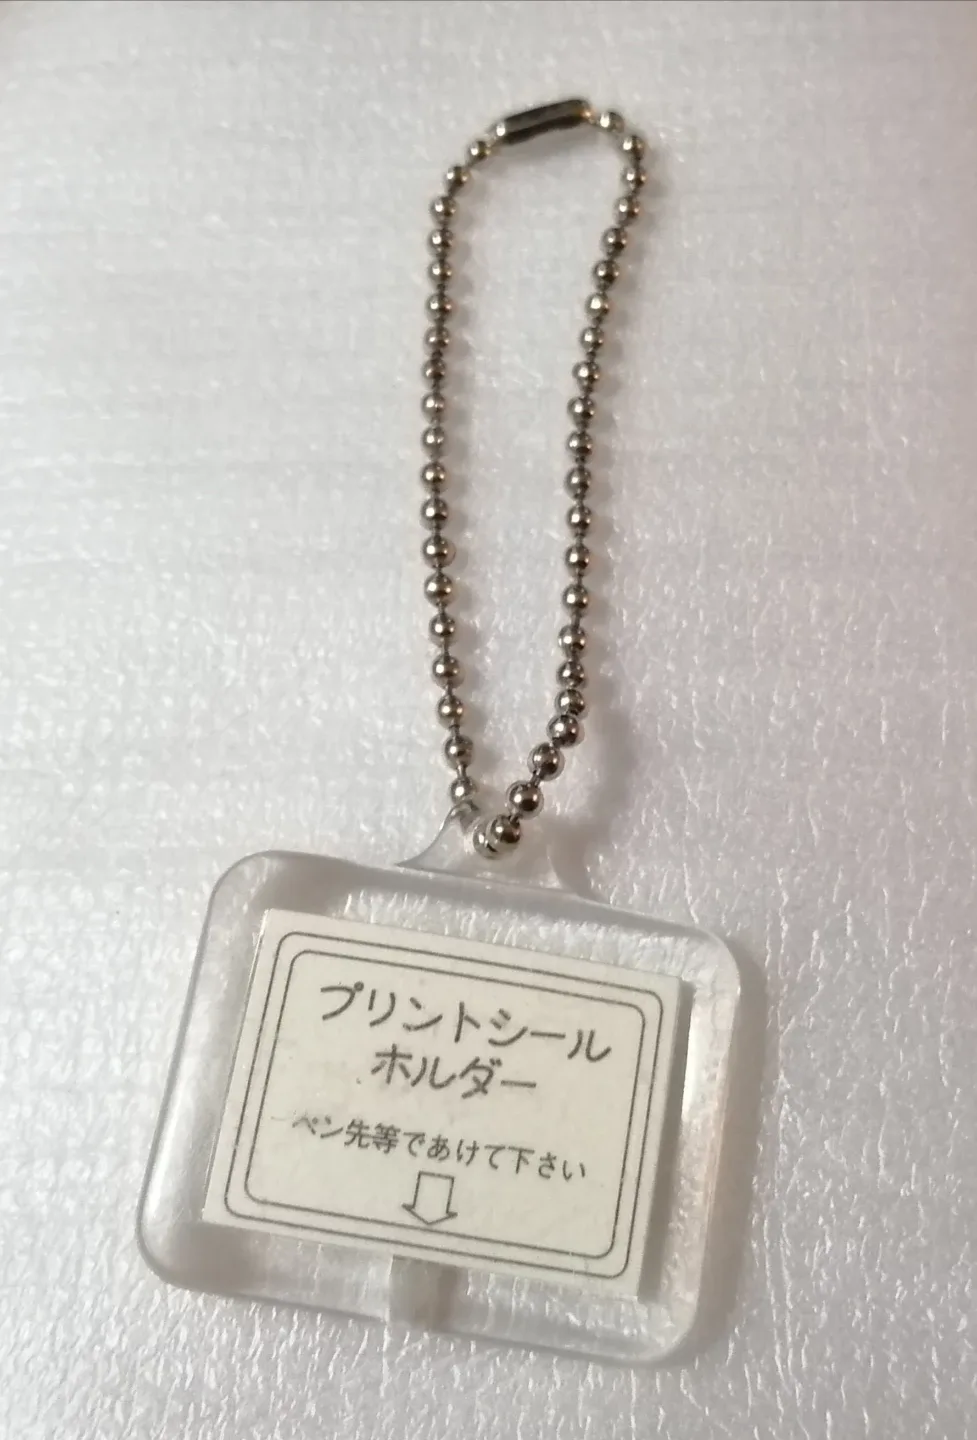 プリントシール
ホルダー
ペン先等であけて下さい